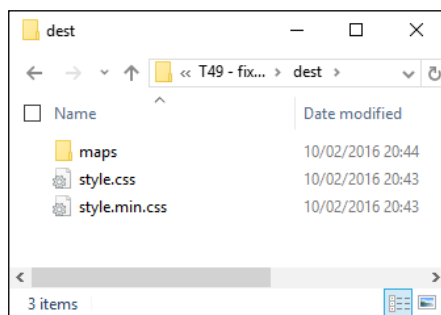 dest
« T49 - fix... › dest ›
Name Date modified
maps 10/02/2016 20:44
style.css 10/02/2016 20:43
style.min.css 10/02/2016 20:43
3 items